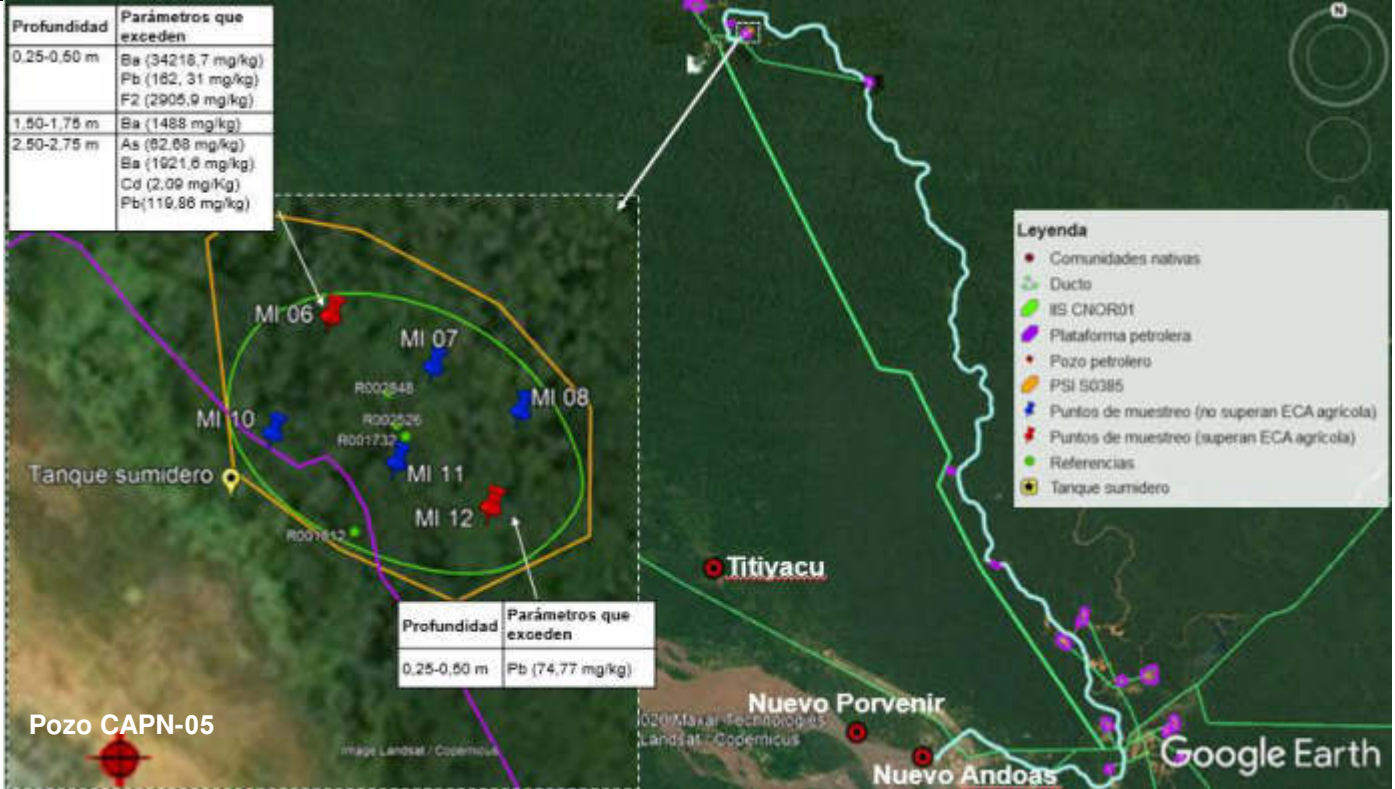 Profundidad Parámetros que exceden
0,25-0,50 m Ba (34218,7 mg/kg)
Pb (162, 31 mg/kg)
F2 (2905,9 mg/kg)
1,50-1,75 m Ba (1488 mg/kg)
2,50-2,75 m As (62,68 mg/kg)
Ba (1921,6 mg/kg)
Cd (2,09 mg/Kg)
Pb(119,86 mg/kg)
N
Leyenda
Comunidades nativas
Ducto
IIS CNOR01
Plataforma petrolera
Pozo petrolero
PSI S0385
Puntos de muestreo (no superan ECA agrícola)
Puntos de muestreo (superan ECA agrícola)
Referencias
Tanque sumidero
MI 06
MI 07
R002848
MI 08
MI 10
R002526
R001732
Tanque sumidero
MI 11
MI 12
R001812
Titiyacu
Profundidad Parámetros que exceden
0,25-0,50 m Pb (74,77 mg/kg)
Pozo CAPN-05
Image Landsat / Copernicus
Nuevo Porvenir
2020 Maxar Technologies
Landsat / Copernicus
Nuevo Andoas
Google Earth